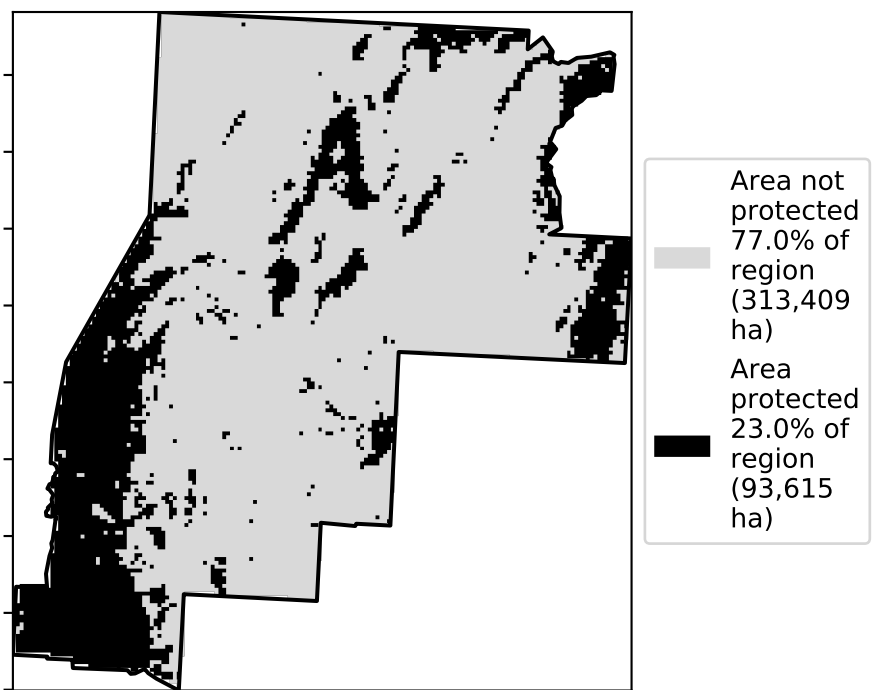 Area not
protected
77.0% of
region
(313,409
ha)
Area
protected
23.0% of
region
(93,615
ha)